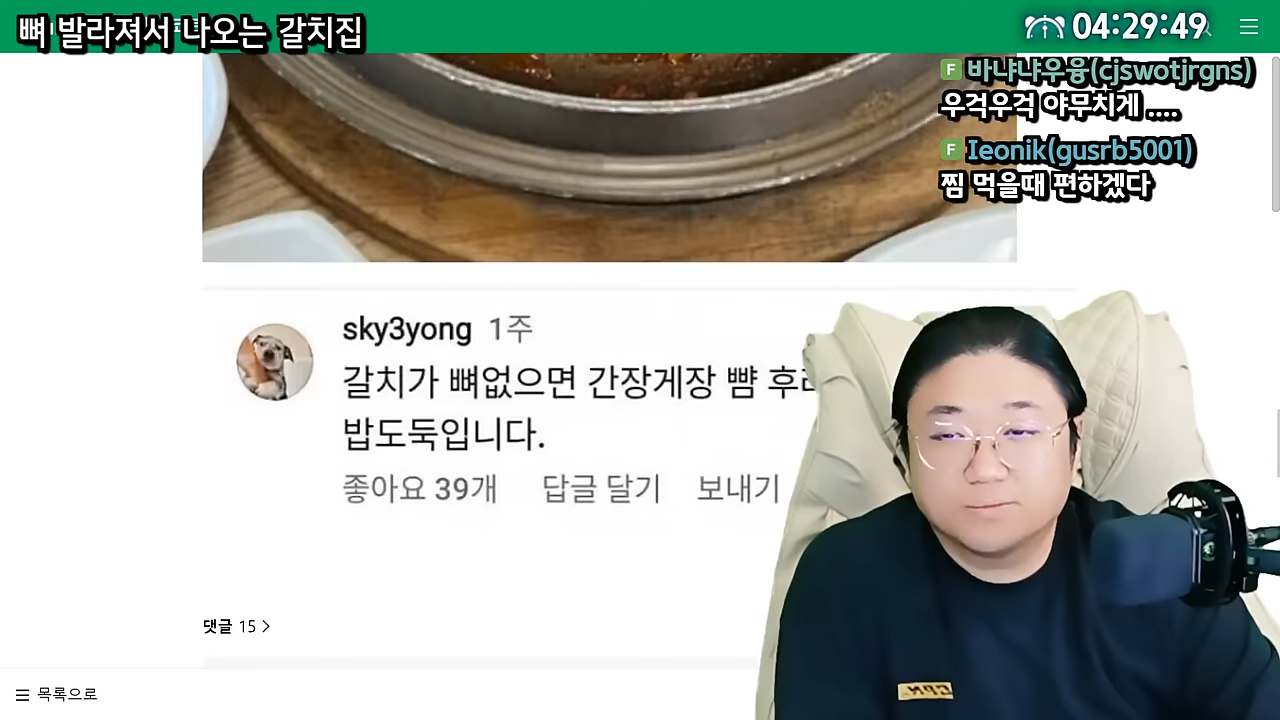 뼈 발라져서 나오는 갈치집
04:29:49
F 바냐냐우융(cjswotjrgns)
우걱우걱 야무치게 ....
F Ieonik(gusrb5001)
찜 먹을때 편하겠다
sky3yong 1주
갈치가 뼈없으면 간장게장 뺨
밥도둑입니다.
좋아요 39개 답글 달기 보내기
댓글 15 >
목록으로